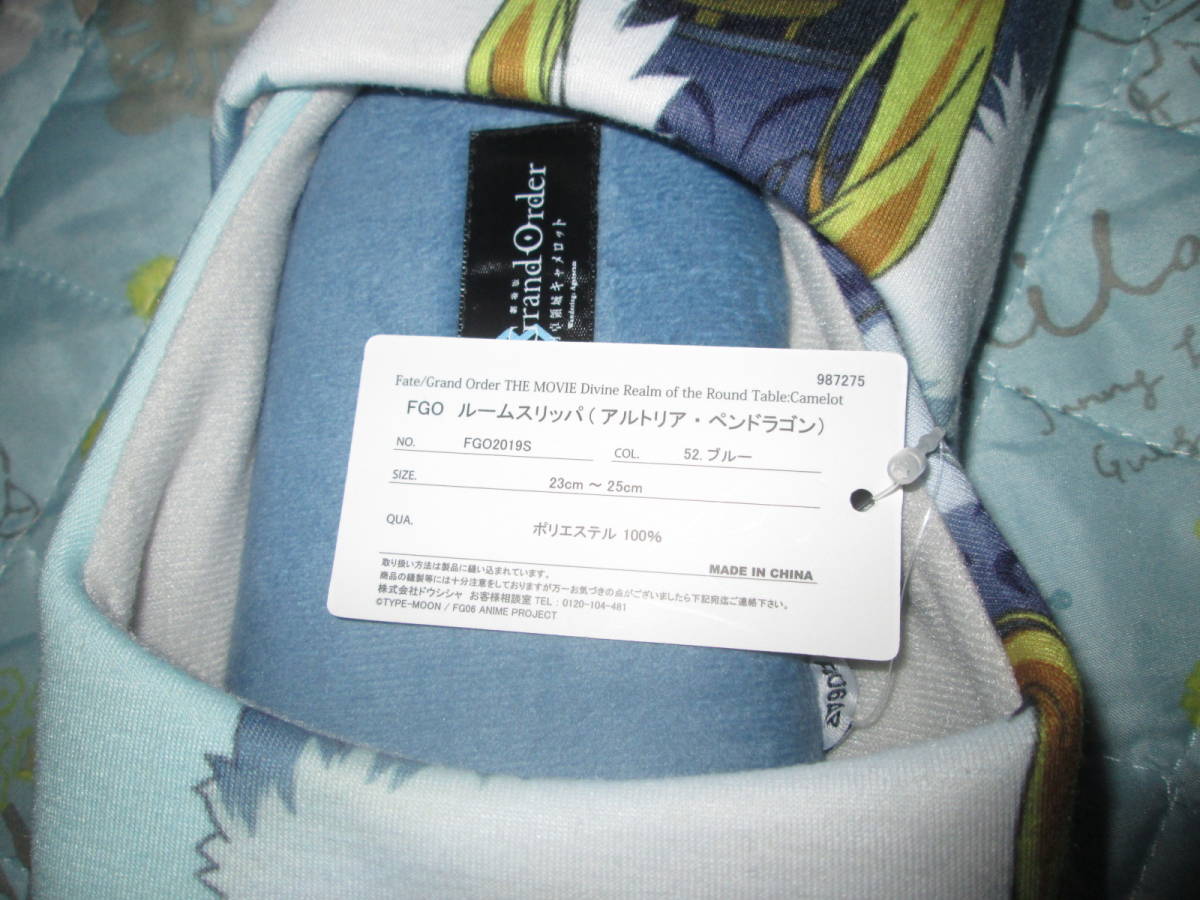 Grand Order
劇場版
卓領域キャメロット
Wandering; Agateram
987275
Fate/Grand Order THE MOVIE Divine Realm of the Round Table:Camelot
FGO ルームスリッパ(アルトリア・ペンドラゴン)
NO. FGO2019S COL. 52.ブルー
SIZE. 23cm ～ 25cm
QUA. ポリエステル 100%
MADE IN CHINA
取り扱い方法は製品に縫い込まれています。
商品の縫製等には十分注意をしておりますが万一お気づきの点がございましたら下記宛迄ご連絡下さい。
株式会社ドウシシャ お客様相談室 TEL：0120-104-481
©TYPE-MOON / FGO6 ANIME PROJECT